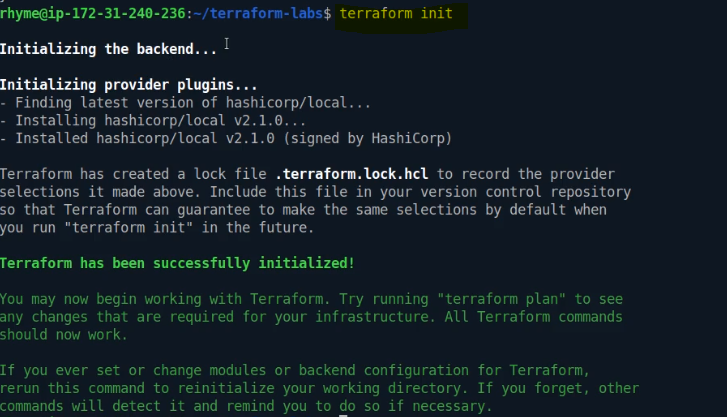 rhyme@ip-172-31-240-236:~/terraform-labs$ terraform init
Initializing the backend...
Initializing provider plugins...
- Finding latest version of hashicorp/local...
- Installing hashicorp/local v2.1.0...
- Installed hashicorp/local v2.1.0 (signed by HashiCorp)
Terraform has created a lock file .terraform.lock.hcl to record the provider
selections it made above. Include this file in your version control repository
so that Terraform can guarantee to make the same selections by default when
you run "terraform init" in the future.
Terraform has been successfully initialized!
You may now begin working with Terraform. Try running "terraform plan" to see
any changes that are required for your infrastructure. All Terraform commands
should now work.
If you ever set or change modules or backend configuration for Terraform,
rerun this command to reinitialize your working directory. If you forget, other
commands will detect it and remind you to do so if necessary.